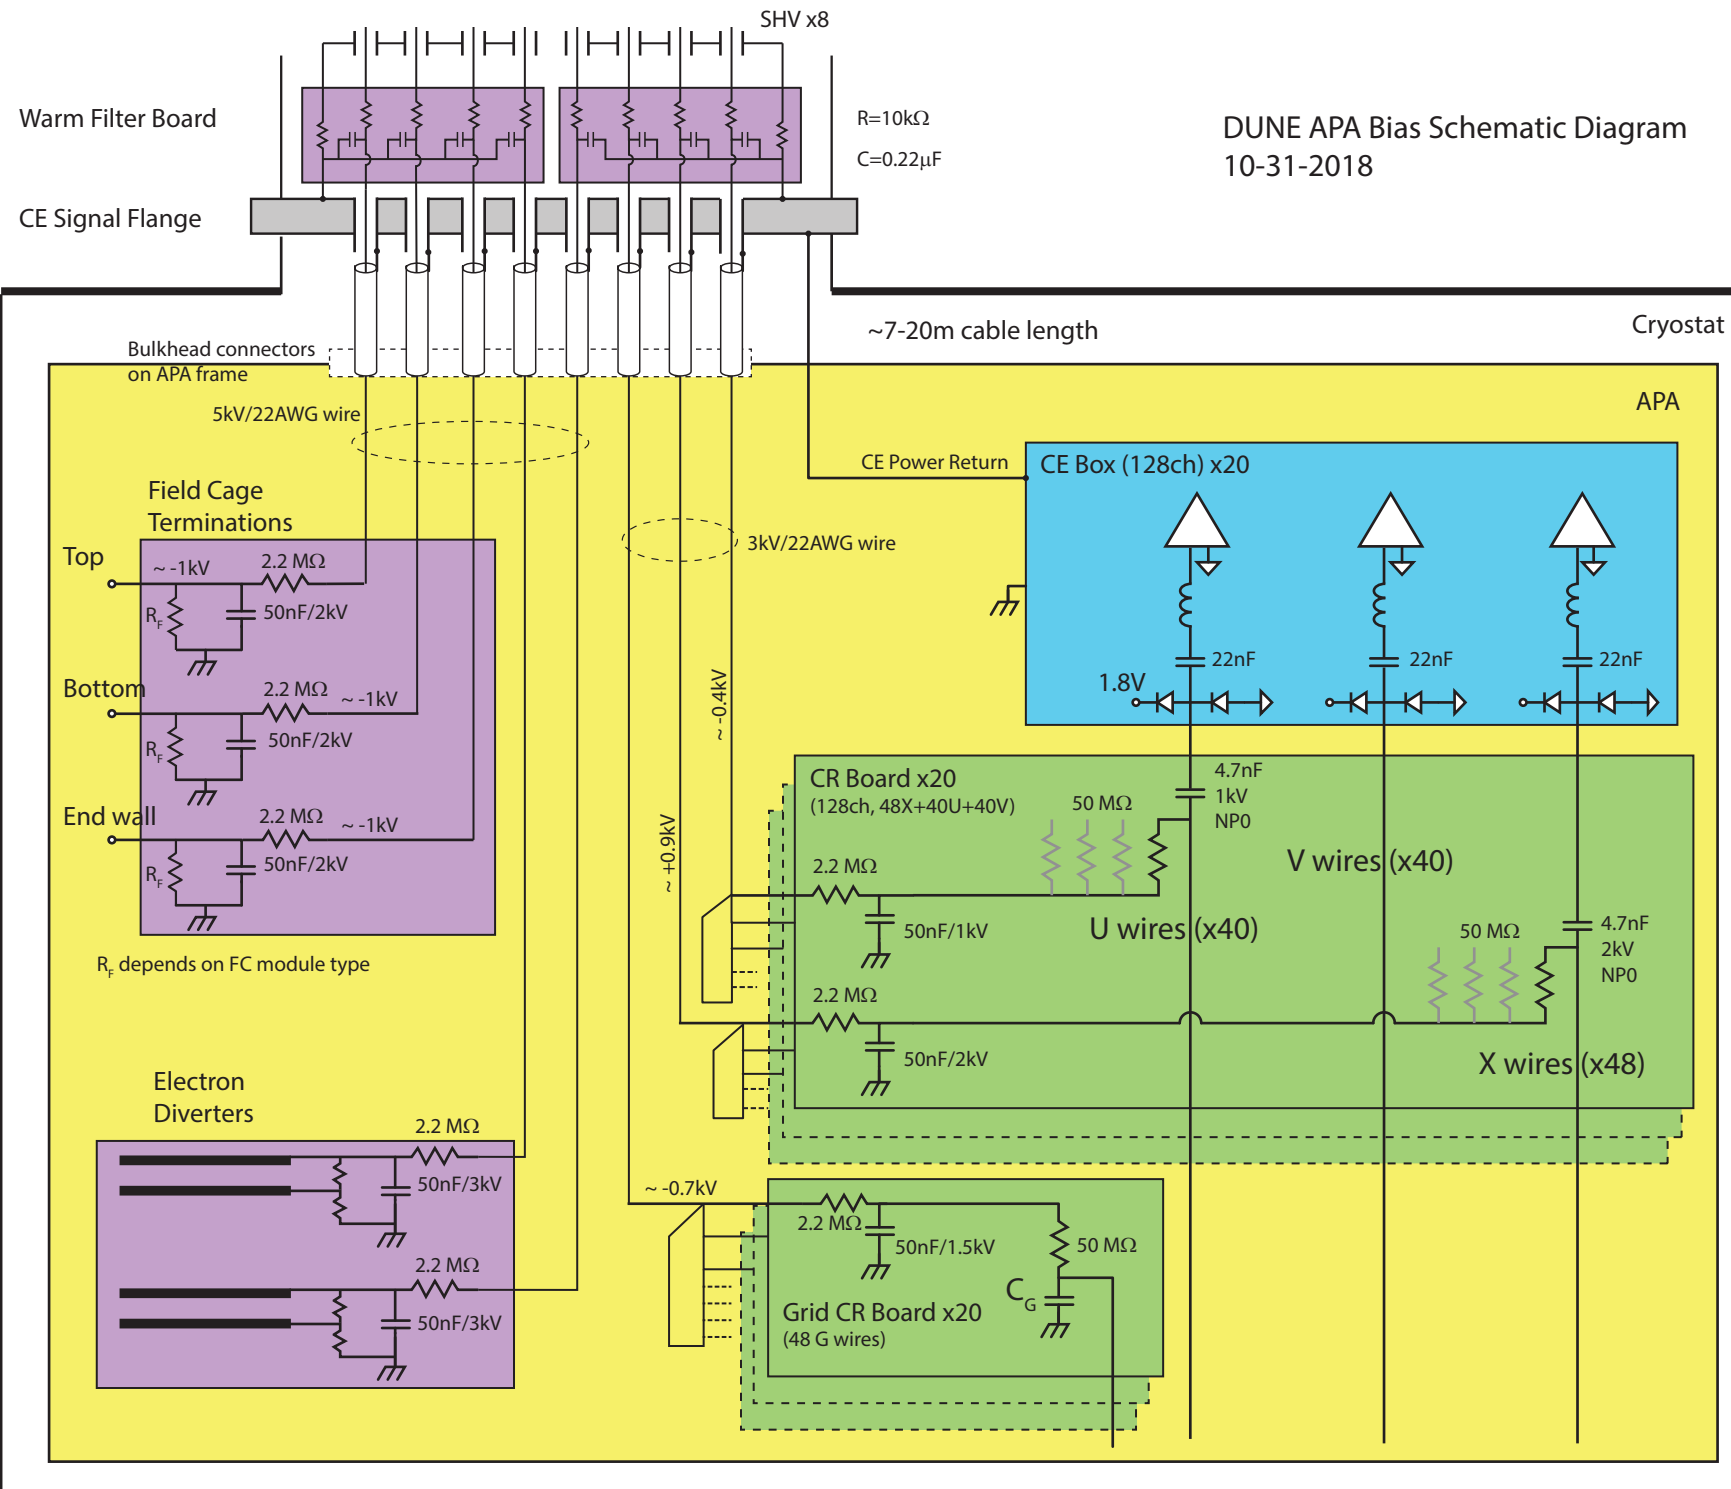 SHV x8
Warm Filter Board
R=10kΩ
C=0.22μF
DUNE APA Bias Schematic Diagram
10-31-2018
CE Signal Flange
~7-20m cable length
Cryostat
Bulkhead connectors
on APA frame
APA
5kV/22AWG wire
CE Power Return
CE Box (128ch) x20
Field Cage
Terminations
3kV/22AWG wire
Top
~ -1kV
2.2 MΩ
50nF/2kV
R_F
Bottom
2.2 MΩ
~ -1kV
50nF/2kV
R_F
End wall
2.2 MΩ
~ -1kV
50nF/2kV
R_F
R_F depends on FC module type
~ -0.4kV
~ +0.9kV
22nF
22nF
22nF
1.8V
CR Board x20
(128ch, 48X+40U+40V)
50 MΩ
4.7nF
1kV
NP0
V wires (x40)
2.2 MΩ
50nF/1kV
U wires (x40)
50 MΩ
4.7nF
2kV
NP0
2.2 MΩ
50nF/2kV
X wires (x48)
Electron
Diverters
2.2 MΩ
50nF/3kV
2.2 MΩ
50nF/3kV
~ -0.7kV
2.2 MΩ
50nF/1.5kV
50 MΩ
C_G
Grid CR Board x20
(48 G wires)